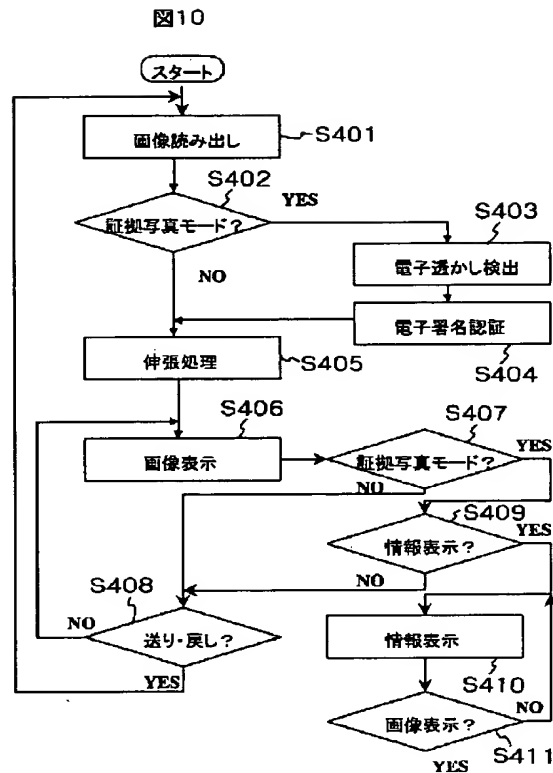 図10
スタート
画像読み出し
S401
S402
証拠写真モード?
YES
NO
S403
電子透かし検出
電子署名認証
S404
伸張処理
S405
S406
画像表示
S407
証拠写真モード?
YES
NO
S409
情報表示?
YES
NO
S408
送り・戻し?
NO
YES
情報表示
S410
画像表示?
NO
S411
YES